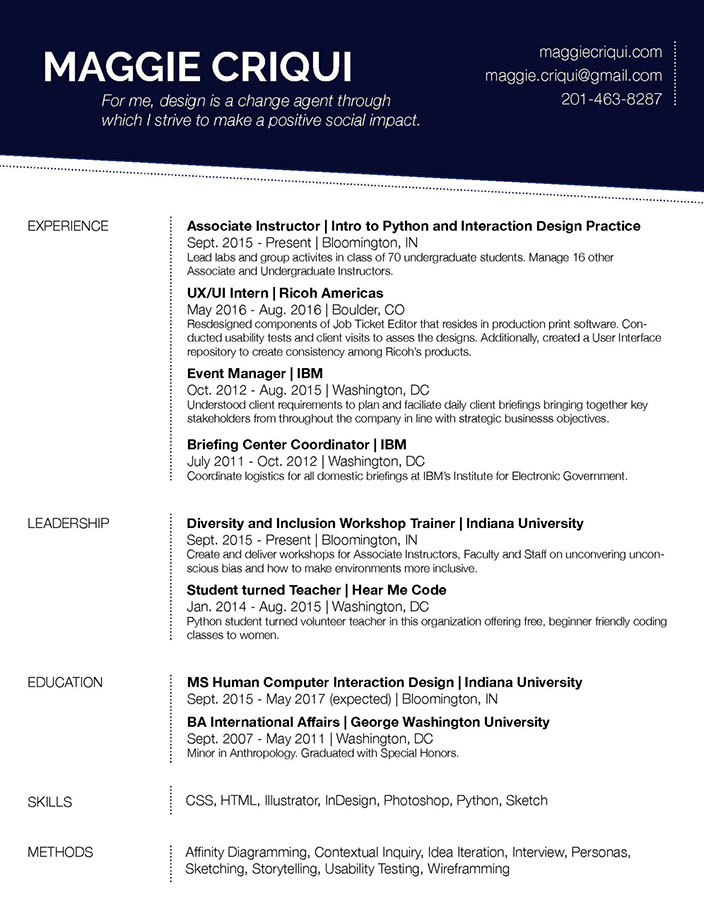 MAGGIE CRIQUI
For me, design is a change agent through
which I strive to make a positive social impact.
maggiecriqui.com
maggie.criqui@gmail.com
201-463-8287
EXPERIENCE
Associate Instructor | Intro to Python and Interaction Design Practice
Sept. 2015 - Present | Bloomington, IN
Lead labs and group activites in class of 70 undergraduate students. Manage 16 other
Associate and Undergraduate Instructors.
UX/UI Intern | Ricoh Americas
May 2016 - Aug. 2016 | Boulder, CO
Resdesigned components of Job Ticket Editor that resides in production print software. Con-
ducted usability tests and client visits to asses the designs. Additionally, created a User Interface
repository to create consistency among Ricoh's products.
Event Manager | IBM
Oct. 2012 - Aug. 2015 | Washington, DC
Understood client requirements to plan and faciliate daily client briefings bringing together key
stakeholders from throughout the company in line with strategic businesss objectives.
Briefing Center Coordinator | IBM
July 2011 - Oct. 2012 | Washington, DC
Coordinate logistics for all domestic briefings at IBM's Institute for Electronic Government.
LEADERSHIP
Diversity and Inclusion Workshop Trainer | Indiana University
Sept. 2015 - Present | Bloomington, IN
Create and deliver workshops for Associate Instructors, Faculty and Staff on unconvering uncon-
scious bias and how to make environments more inclusive.
Student turned Teacher | Hear Me Code
Jan. 2014 - Aug. 2015 | Washington, DC
Python student turned volunteer teacher in this organization offering free, beginner friendly coding
classes to women.
EDUCATION
MS Human Computer Interaction Design | Indiana University
Sept. 2015 - May 2017 (expected) | Bloomington, IN
BA International Affairs | George Washington University
Sept. 2007 - May 2011 | Washington, DC
Minor in Anthropology. Graduated with Special Honors.
SKILLS
CSS, HTML, Illustrator, InDesign, Photoshop, Python, Sketch
METHODS
Affinity Diagramming, Contextual Inquiry, Idea Iteration, Interview, Personas,
Sketching, Storytelling, Usability Testing, Wireframming